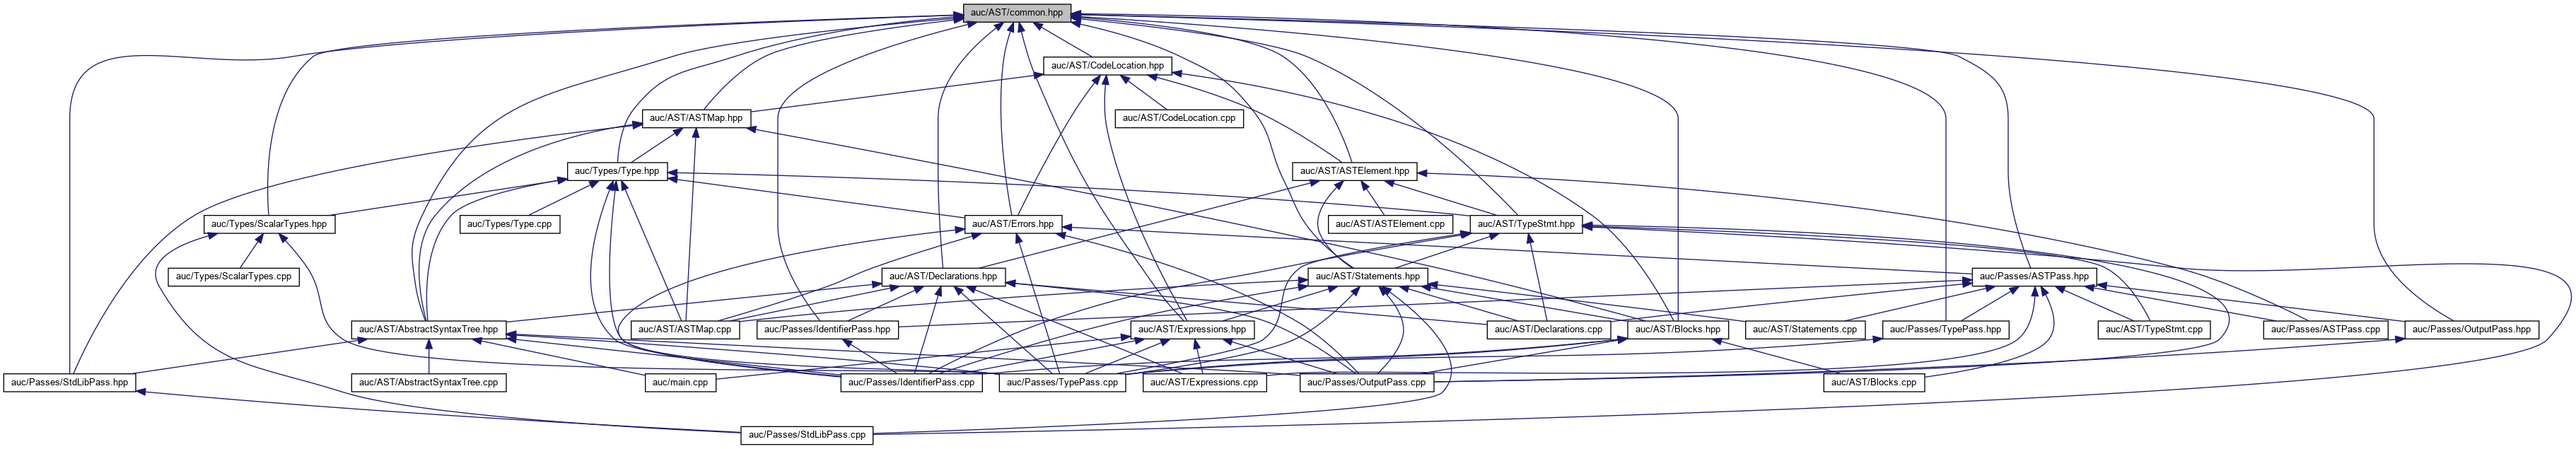 auc/AST/common.hpp
auc/AST/CodeLocation.hpp
auc/AST/ASTMap.hpp
auc/AST/CodeLocation.cpp
auc/Types/Type.hpp
auc/AST/ASTElement.hpp
auc/Types/ScalarTypes.hpp
auc/Types/Type.cpp
auc/AST/Errors.hpp
auc/AST/ASTElement.cpp
auc/AST/TypeStmt.hpp
auc/Types/ScalarTypes.cpp
auc/AST/Declarations.hpp
auc/AST/Statements.hpp
auc/Passes/ASTPass.hpp
auc/AST/AbstractSyntaxTree.hpp
auc/AST/ASTMap.cpp
auc/Passes/IdentifierPass.hpp
auc/AST/Expressions.hpp
auc/AST/Declarations.cpp
auc/AST/Blocks.hpp
auc/AST/Statements.cpp
auc/Passes/TypePass.hpp
auc/AST/TypeStmt.cpp
auc/Passes/ASTPass.cpp
auc/Passes/OutputPass.hpp
auc/Passes/StdLibPass.hpp
auc/AST/AbstractSyntaxTree.cpp
auc/main.cpp
auc/Passes/IdentifierPass.cpp
auc/Passes/TypePass.cpp
auc/AST/Expressions.cpp
auc/Passes/OutputPass.cpp
auc/AST/Blocks.cpp
auc/Passes/StdLibPass.cpp